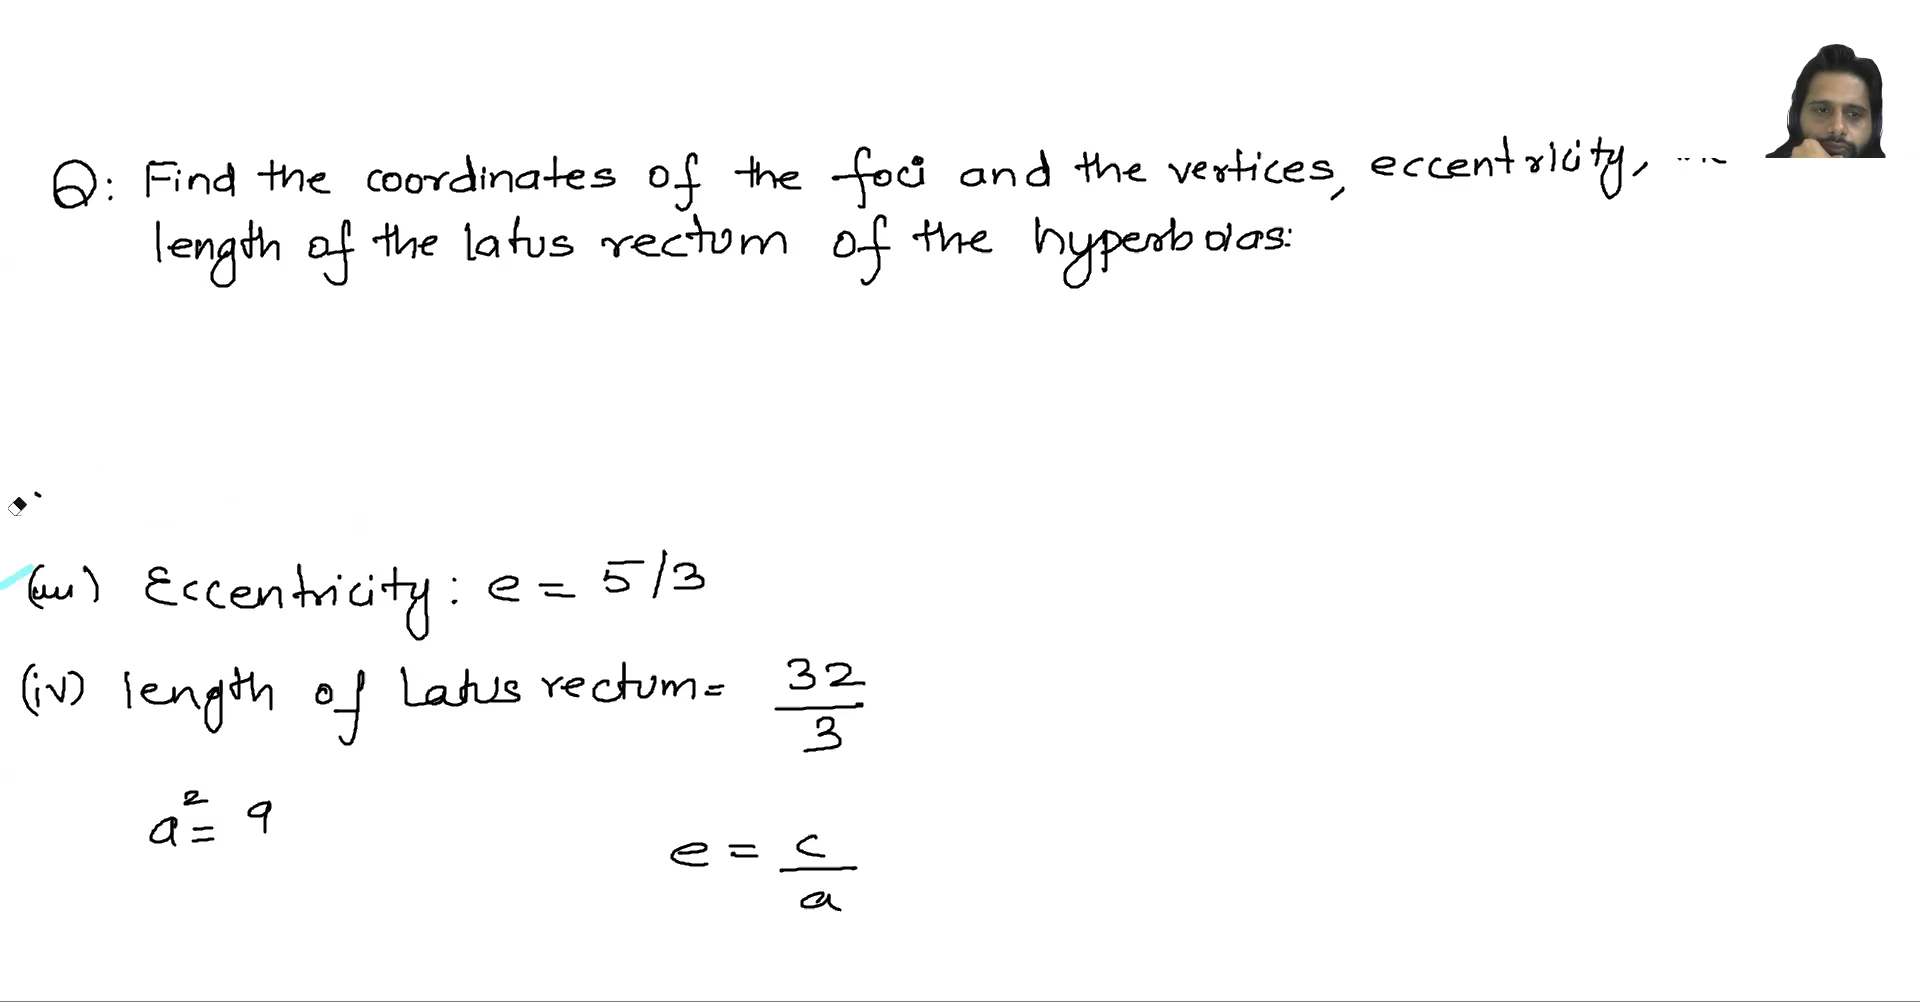 Q: Find the coordinates of the foci and the vertices, eccentricity,
length of the latus rectum of the hyperbolas:
(iii) Eccentricity: e = 5/3
(iv) length of Latus rectum = 32/3
a² = 9
e = c/a